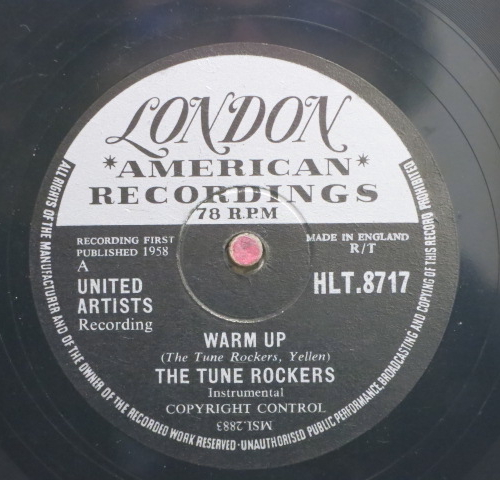 LONDON
*AMERICAN*
RECORDINGS
78 R.P.M
RECORDING FIRST
PUBLISHED 1958
A
UNITED
ARTISTS
Recording
MADE IN ENGLAND
R/T
HLT.8717
WARM UP
(The Tune Rockers, Yellen)
THE TUNE ROCKERS
Instrumental
COPYRIGHT CONTROL
MSL.2883
ALL RIGHTS OF THE MANUFACTURER AND OF THE OWNER OF THE RECORDED WORK RESERVED·UNAUTHORISED PUBLIC PERFORMANCE, BROADCASTING AND COPYING OF THIS RECORD PROHIBITED